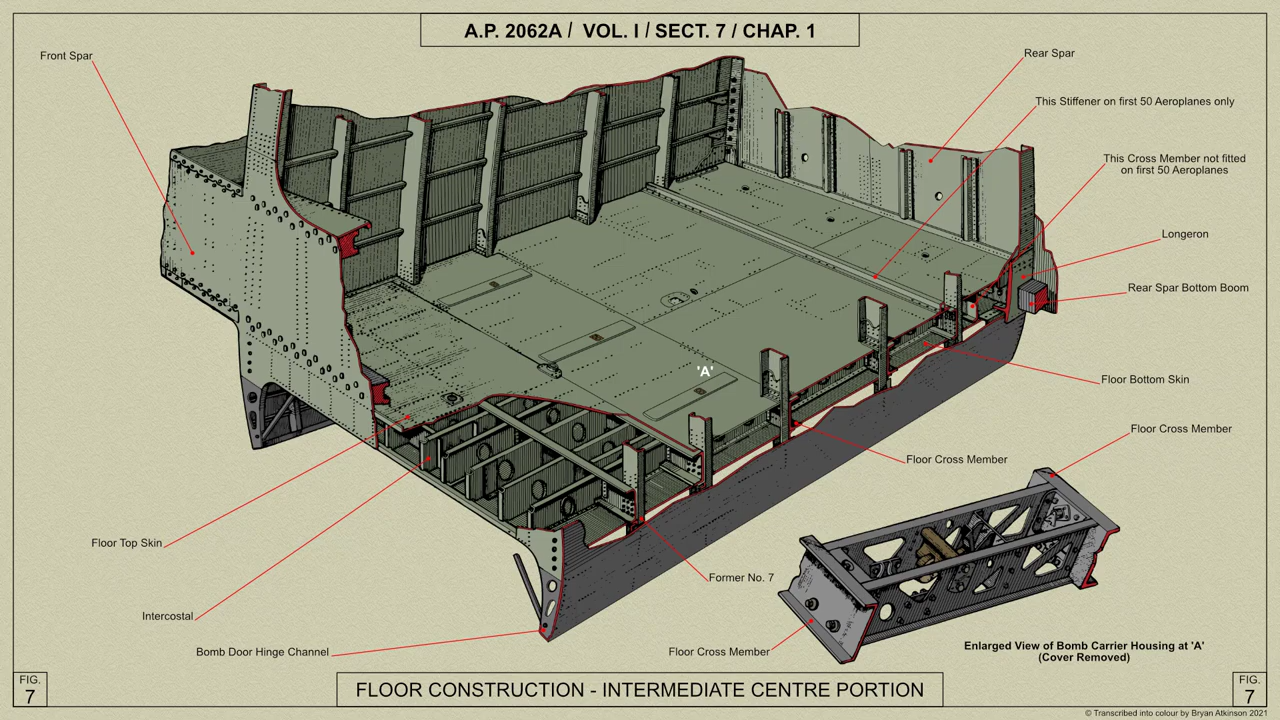 A.P. 2062A / VOL. I / SECT. 7 / CHAP. 1
Front Spar
Rear Spar
This Stiffener on first 50 Aeroplanes only
This Cross Member not fitted
on first 50 Aeroplanes
Longeron
Rear Spar Bottom Boom
'A'
Floor Bottom Skin
Floor Cross Member
Floor Cross Member
Floor Top Skin
Former No. 7
Intercostal
Bomb Door Hinge Channel
Floor Cross Member
Enlarged View of Bomb Carrier Housing at 'A'
(Cover Removed)
FIG.
7
FLOOR CONSTRUCTION - INTERMEDIATE CENTRE PORTION
FIG.
7
© Transcribed into colour by Bryan Atkinson 2021